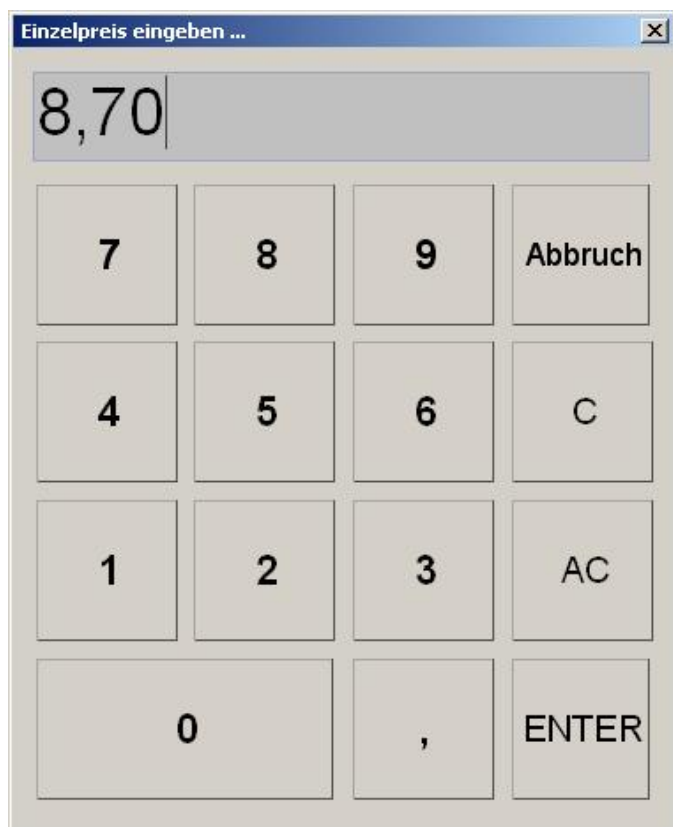 Einzelpreis eingeben ...
8,70
7 8 9 Abbruch
4 5 6 C
1 2 3 AC
0 , ENTER